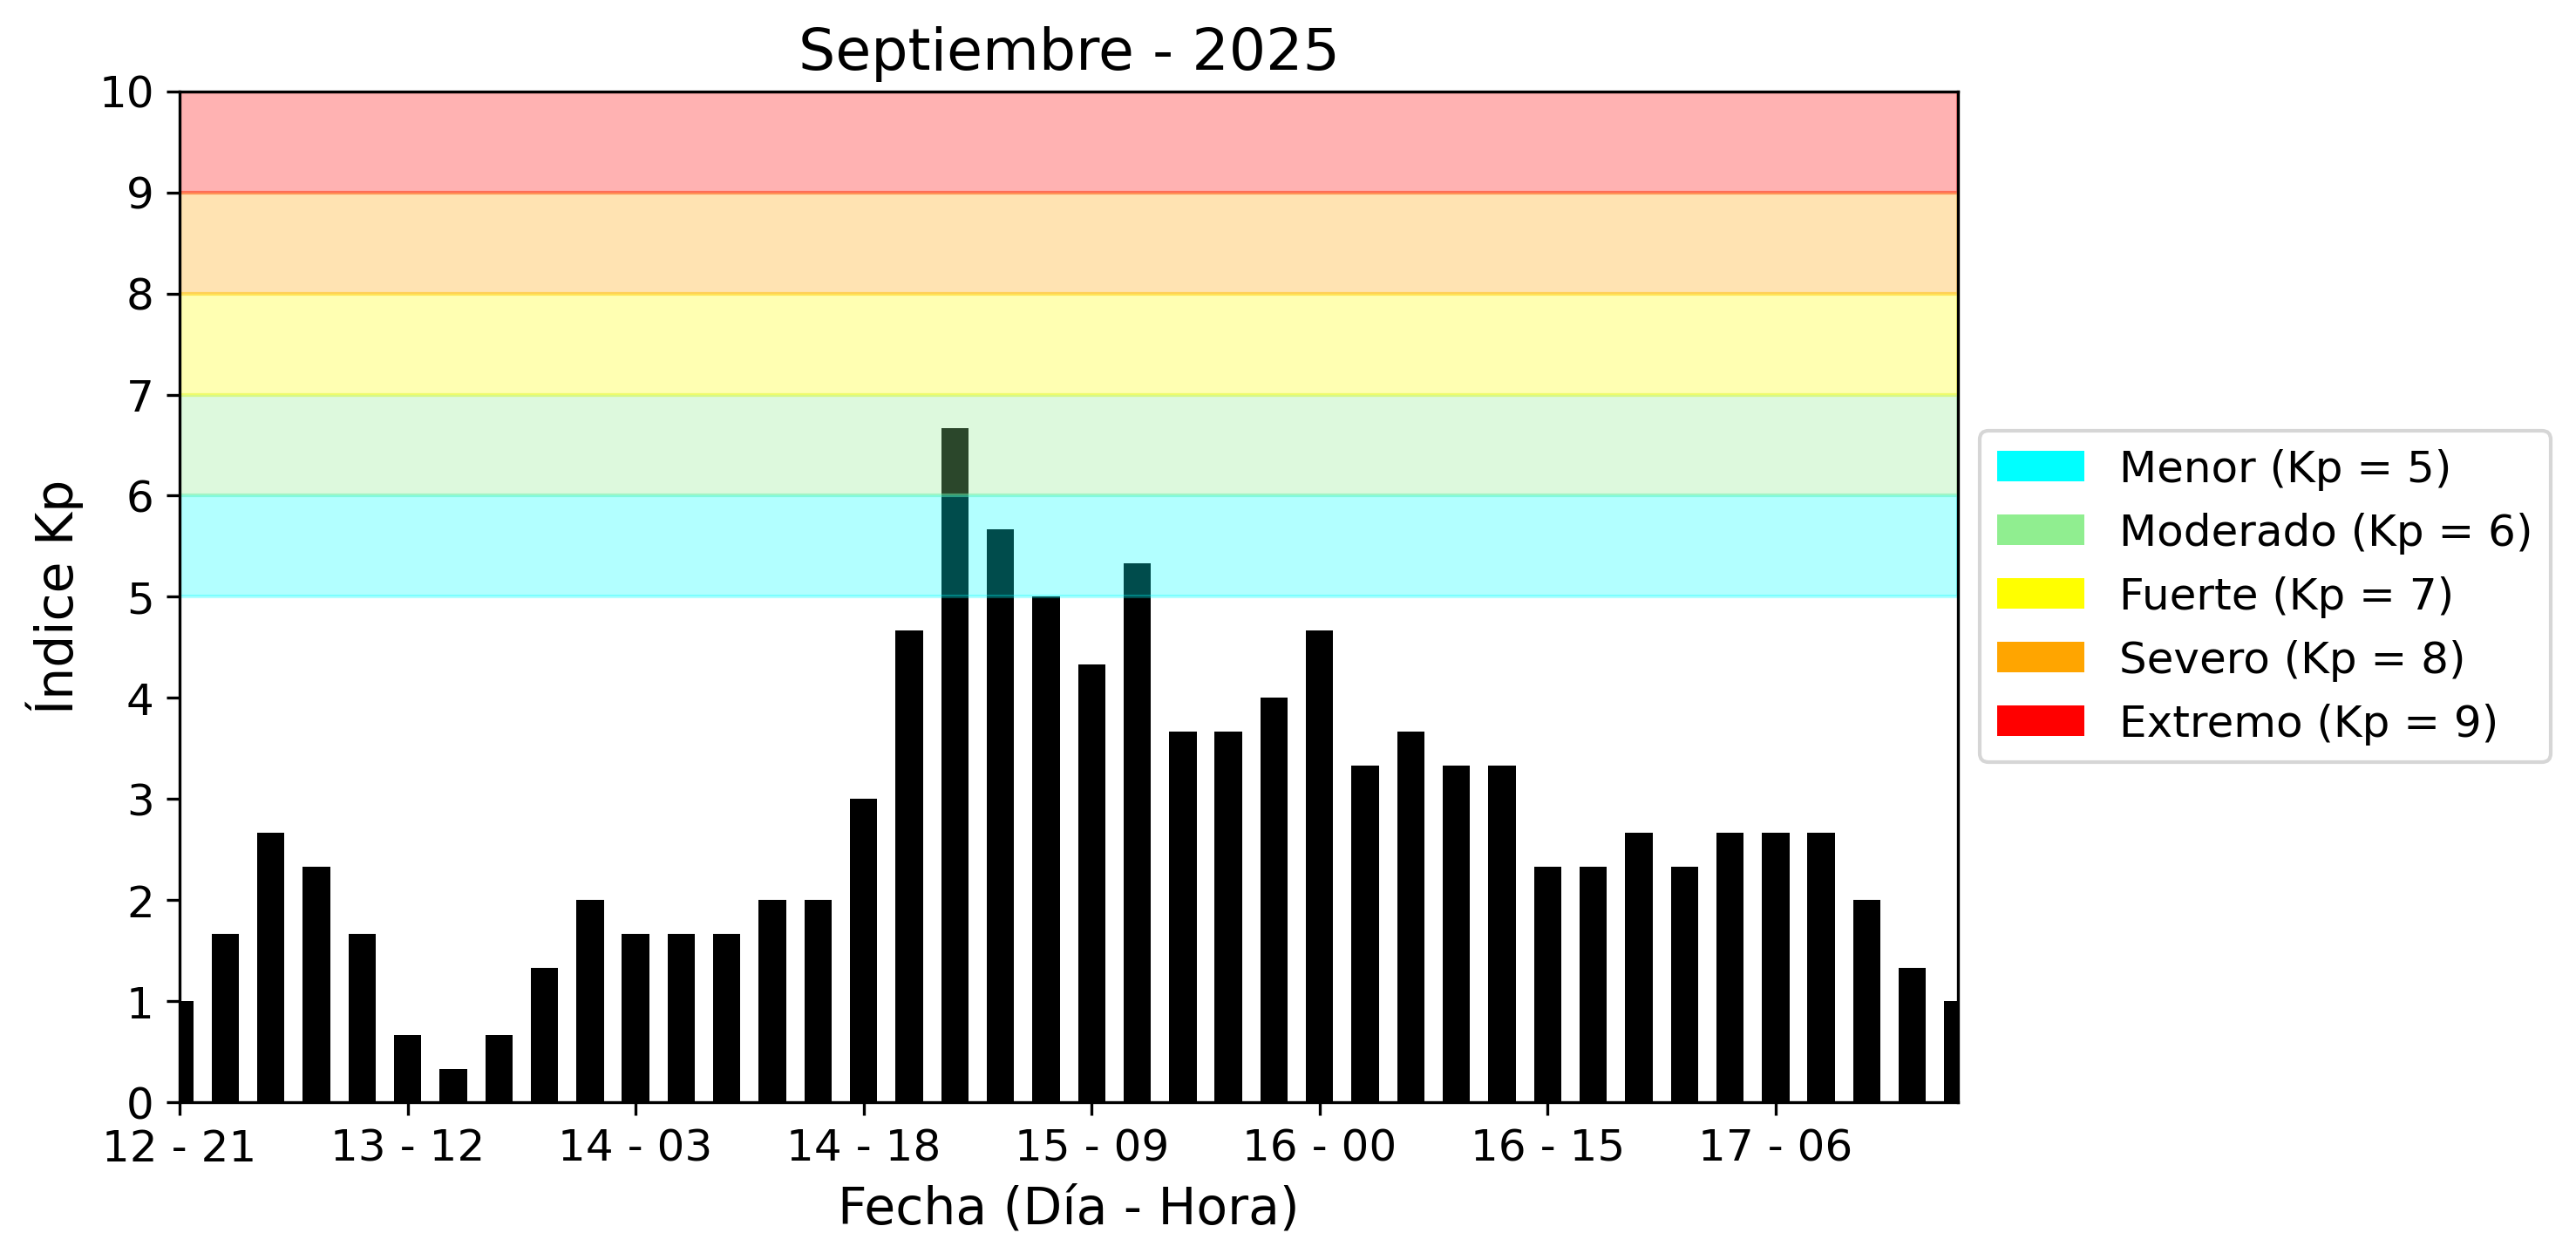 Septiembre - 2025
10
9
8
7
6
5
4
3
2
1
0
Índice Kp
12 - 21
13 - 12
14 - 03
14 - 18
15 - 09
16 - 00
16 - 15
17 - 06
Fecha (Día - Hora)
Menor (Kp = 5)
Moderado (Kp = 6)
Fuerte (Kp = 7)
Severo (Kp = 8)
Extremo (Kp = 9)